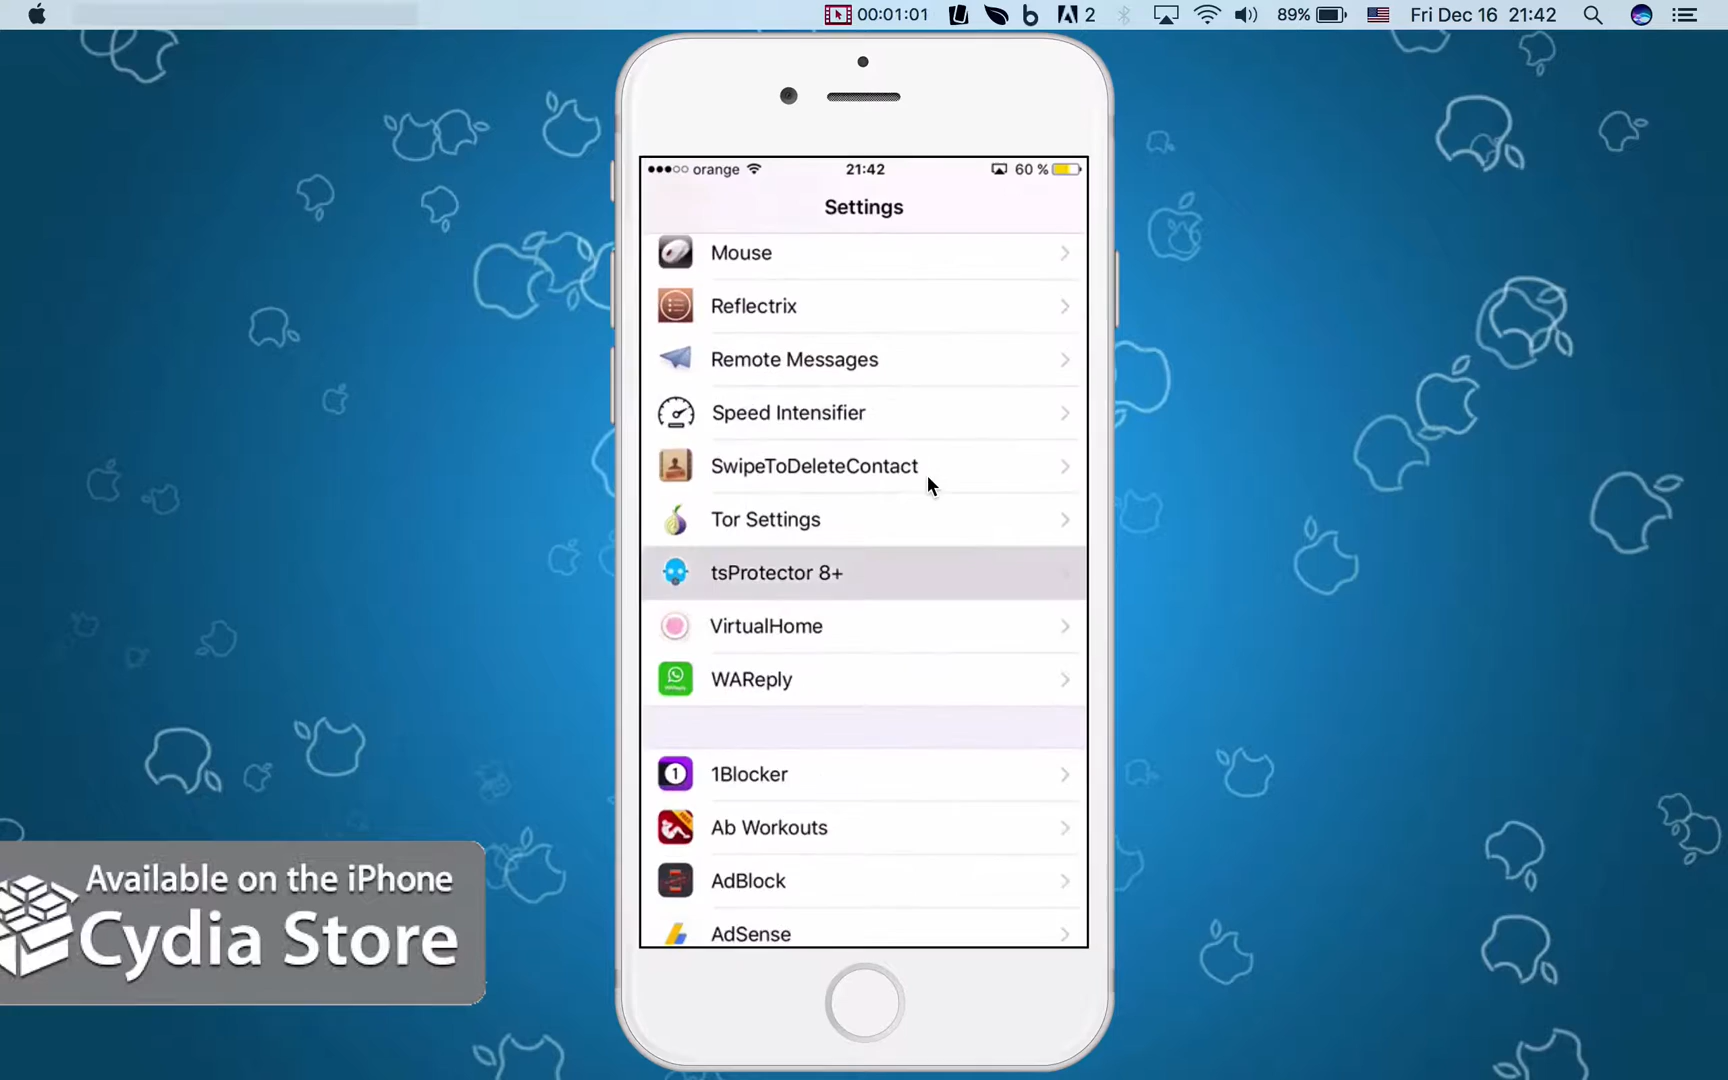 00:01:01 2 89% Fri Dec 16 21:42
orange 21:42 60 %
Settings
Mouse
Reflectrix
Remote Messages
Speed Intensifier
SwipeToDeleteContact
Tor Settings
tsProtector 8+
VirtualHome
WAReply
1Blocker
Ab Workouts
AdBlock
AdSense
Available on the iPhone
Cydia Store